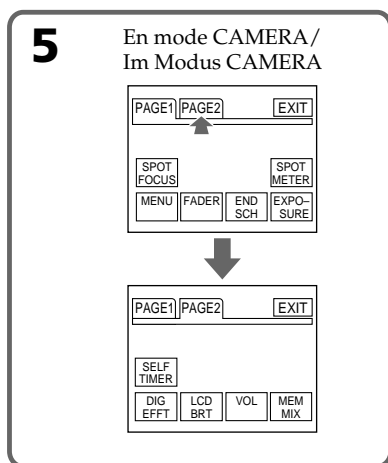 5
En mode CAMERA/
Im Modus CAMERA
PAGE1 PAGE2 EXIT
SPOT SPOT
FOCUS METER
MENU FADER END EXPO–
SCH SURE
PAGE1 PAGE2 EXIT
SELF
TIMER
DIG LCD VOL MEM
EFFT BRT MIX